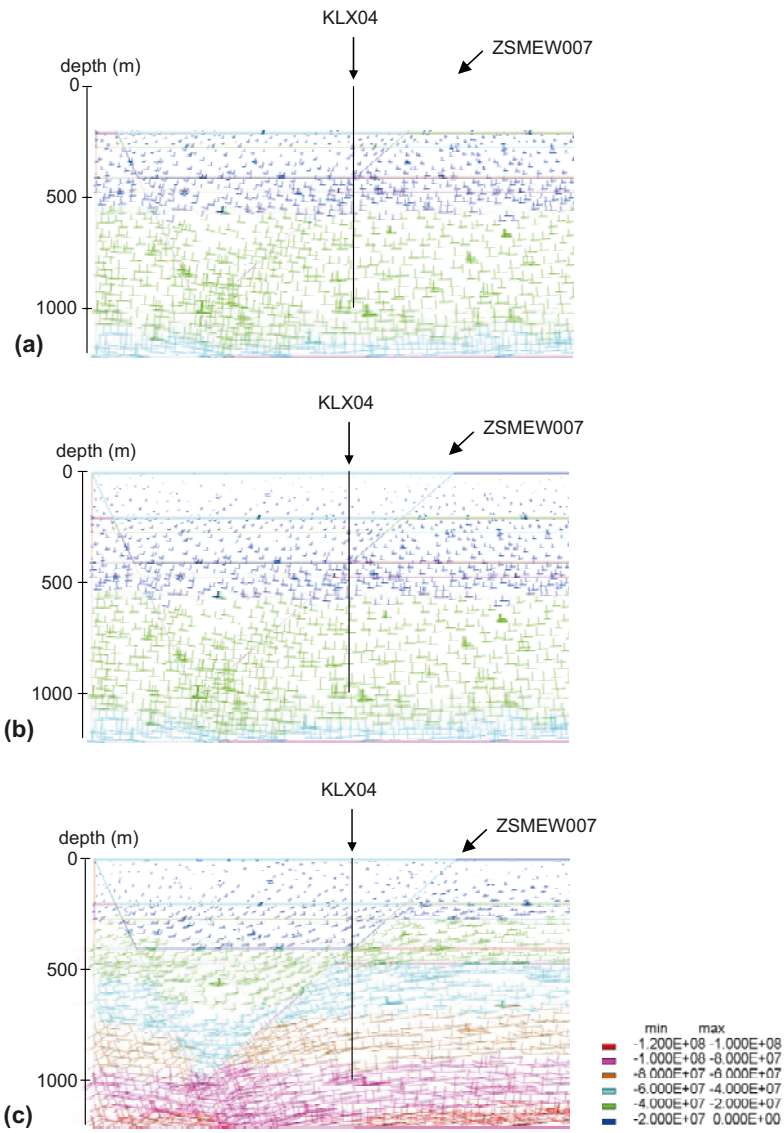 KLX04
ZSMEW007
depth (m)
0
500
1000
(a)
KLX04
ZSMEW007
depth (m)
0
500
1000
(b)
KLX04
ZSMEW007
depth (m)
0
500
1000
(c)
min max
-1.200E+08 -1.000E+08
-1.000E+08 -8.000E+07
-8.000E+07 -6.000E+07
-6.000E+07 -4.000E+07
-4.000E+07 -2.000E+07
-2.000E+07 0.000E+00